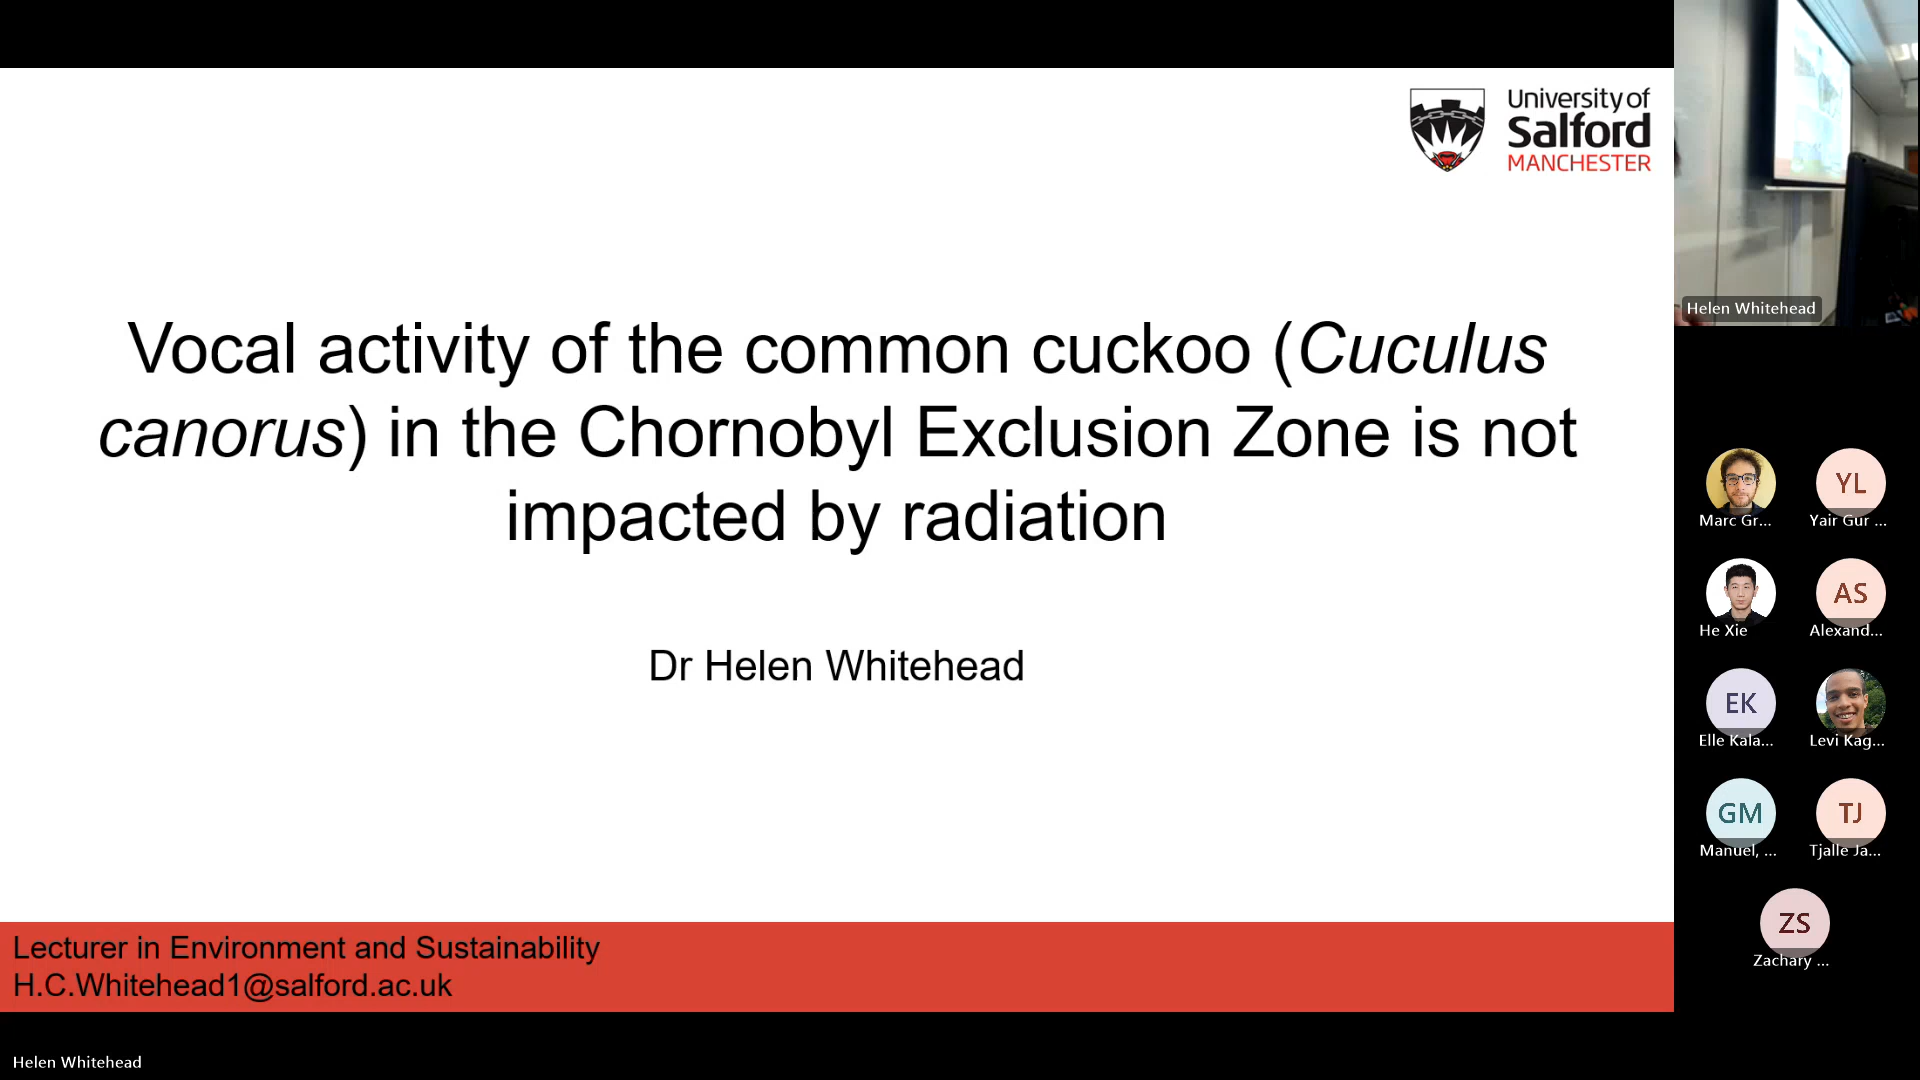 University of
Salford
MANCHESTER
Vocal activity of the common cuckoo (Cuculus
canorus) in the Chornobyl Exclusion Zone is not
impacted by radiation
Dr Helen Whitehead
Lecturer in Environment and Sustainability
H.C.Whitehead1@salford.ac.uk
Helen Whitehead
Helen Whitehead
Marc Gr...
YL
Yair Gur ...
He Xie
AS
Alexand...
EK
Elle Kala...
Levi Kag...
GM
Manuel, ...
TJ
Tjalle Ja...
ZS
Zachary ...